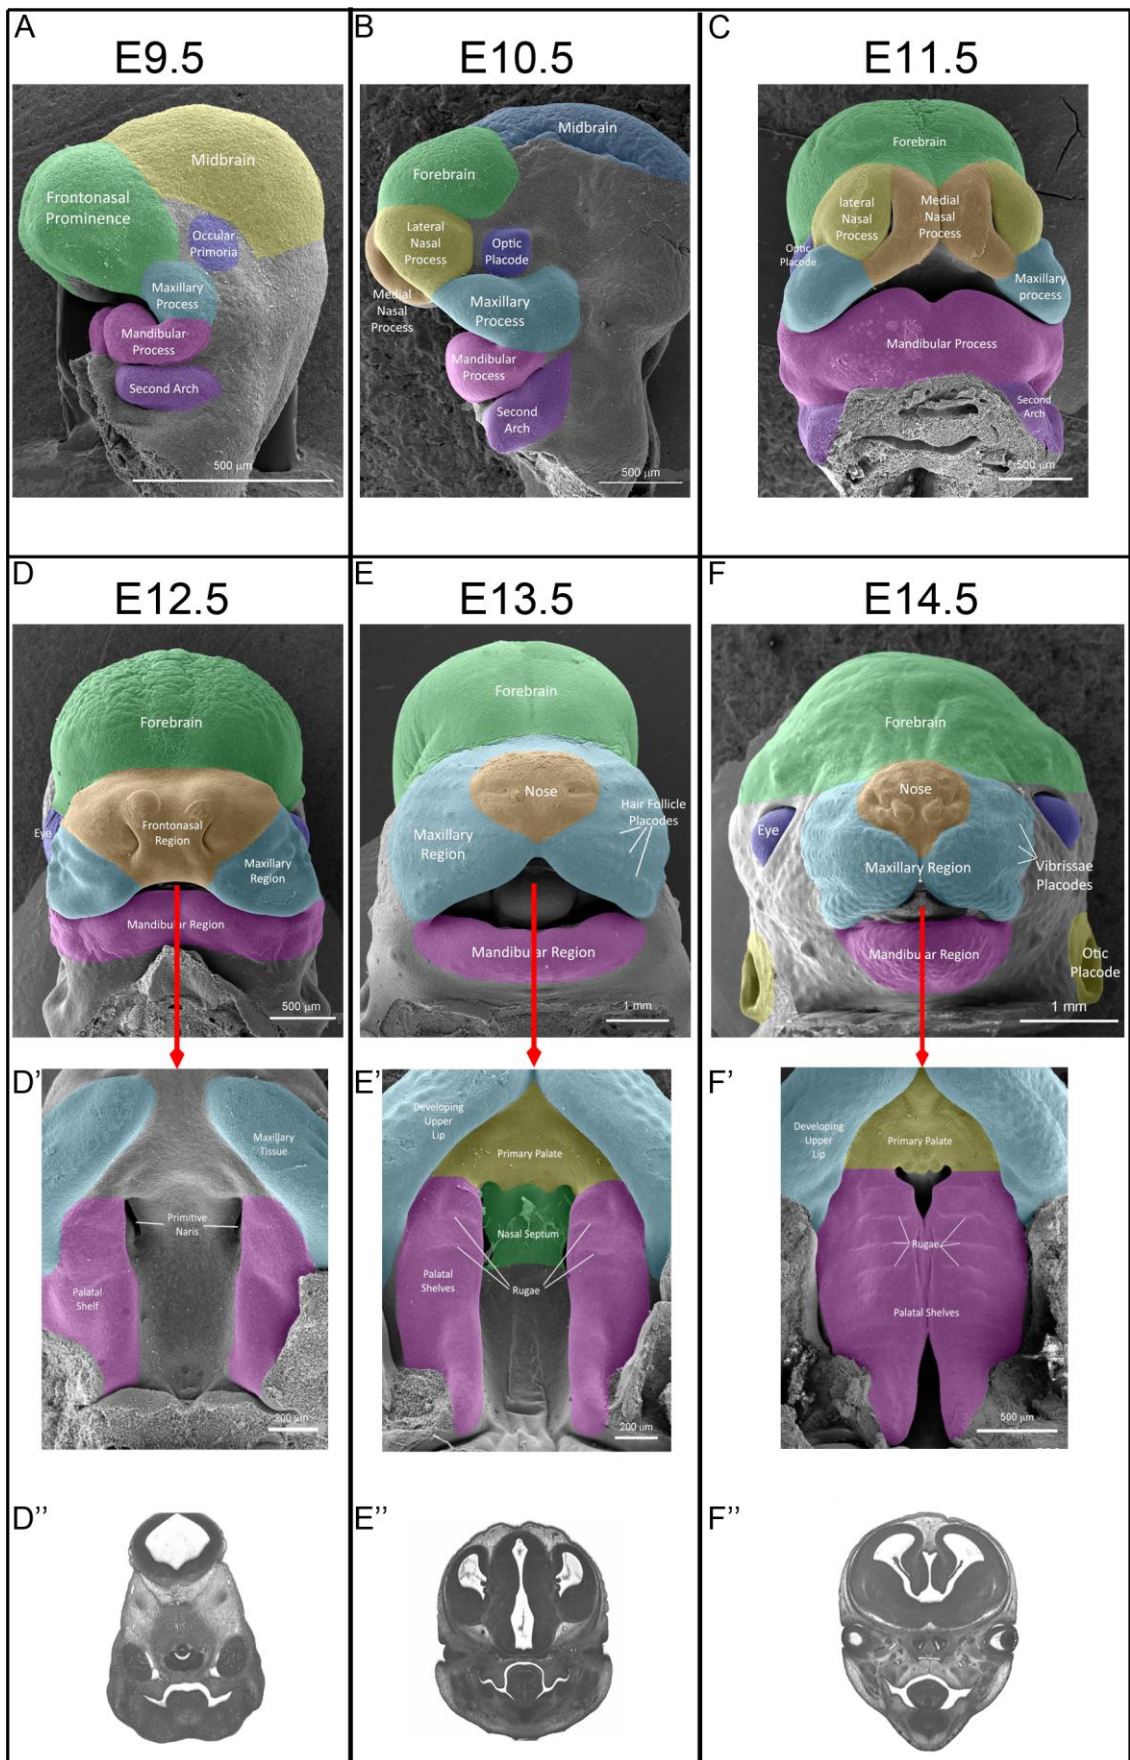 A
E9.5
Midbrain
Frontonasal
Prominence
Occular
Primoria
Maxillary
Process
Mandibular
Process
Second Arch
500 µm
B
E10.5
Midbrain
Forebrain
Lateral
Nasal
Process
Optic
Placode
Medial
Nasal
Process
Maxillary
Process
Mandibular
Process
Second
Arch
500 µm
C
E11.5
Forebrain
lateral
Nasal
Process
Medial
Nasal
Process
Optic
Placode
Maxillary
process
Mandibular Process
Second
Arch
500 µm
D
E12.5
Forebrain
Eye
Frontonasal
Region
Maxillary
Region
Mandibular Region
500 µm
E
E13.5
Forebrain
Nose
Hair Follicle
Placodes
Maxillary
Region
Mandibular Region
1 mm
F
E14.5
Forebrain
Nose
Eye
Maxillary Region
Vibrissae
Placodes
Mandibular Region
Otic
Placode
1 mm
D'
Maxillary
Tissue
Primitive
Naris
Palatal
Shelf
200 µm
E'
Developing
Upper
Lip
Primary Palate
Nasal Septum
Palatal
Shelves
Rugae
200 µm
F'
Developing
Upper
Lip
Primary Palate
Rugae
Palatal Shelves
500 µm
D''
E''
F''